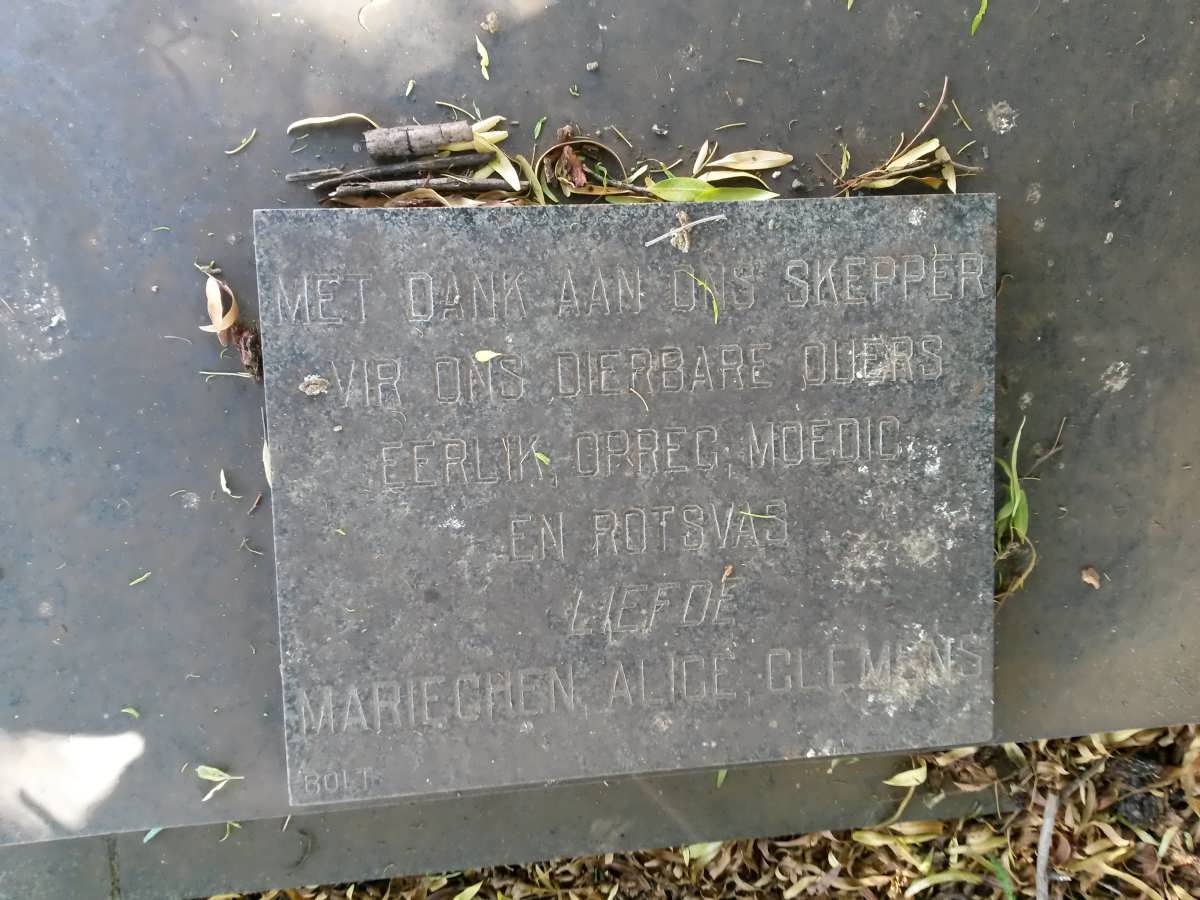 MET DANK AAN ONS SKEPPER
VIR ONS DIERBARE OUERS
EERLIK, OPREG, MOEDIG
EN ROTSVAS
LIEFDE
MARIECHEN, ALICE, CLEMENS
BOLT